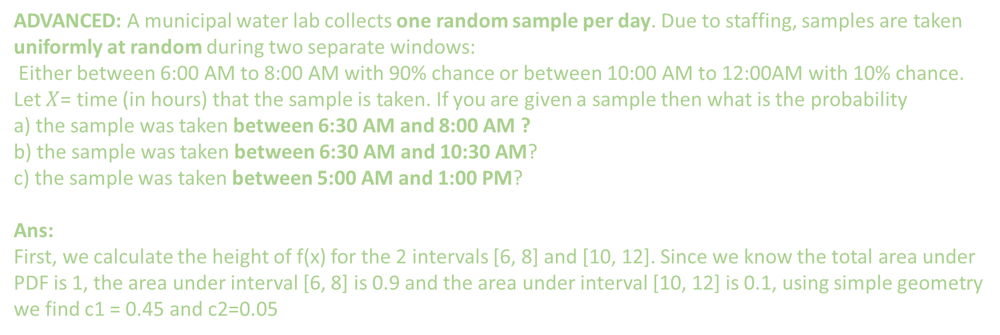 ADVANCED: A municipal water lab collects one random sample per day. Due to staffing, samples are taken
uniformly at random during two separate windows:
Either between 6:00 AM to 8:00 AM with 90% chance or between 10:00 AM to 12:00AM with 10% chance.
Let X= time (in hours) that the sample is taken. If you are given a sample then what is the probability
a) the sample was taken between 6:30 AM and 8:00 AM ?
b) the sample was taken between 6:30 AM and 10:30 AM?
c) the sample was taken between 5:00 AM and 1:00 PM?
Ans:
First, we calculate the height of f(x) for the 2 intervals [6, 8] and [10, 12]. Since we know the total area under
PDF is 1, the area under interval [6, 8] is 0.9 and the area under interval [10, 12] is 0.1, using simple geometry
we find c1 = 0.45 and c2=0.05